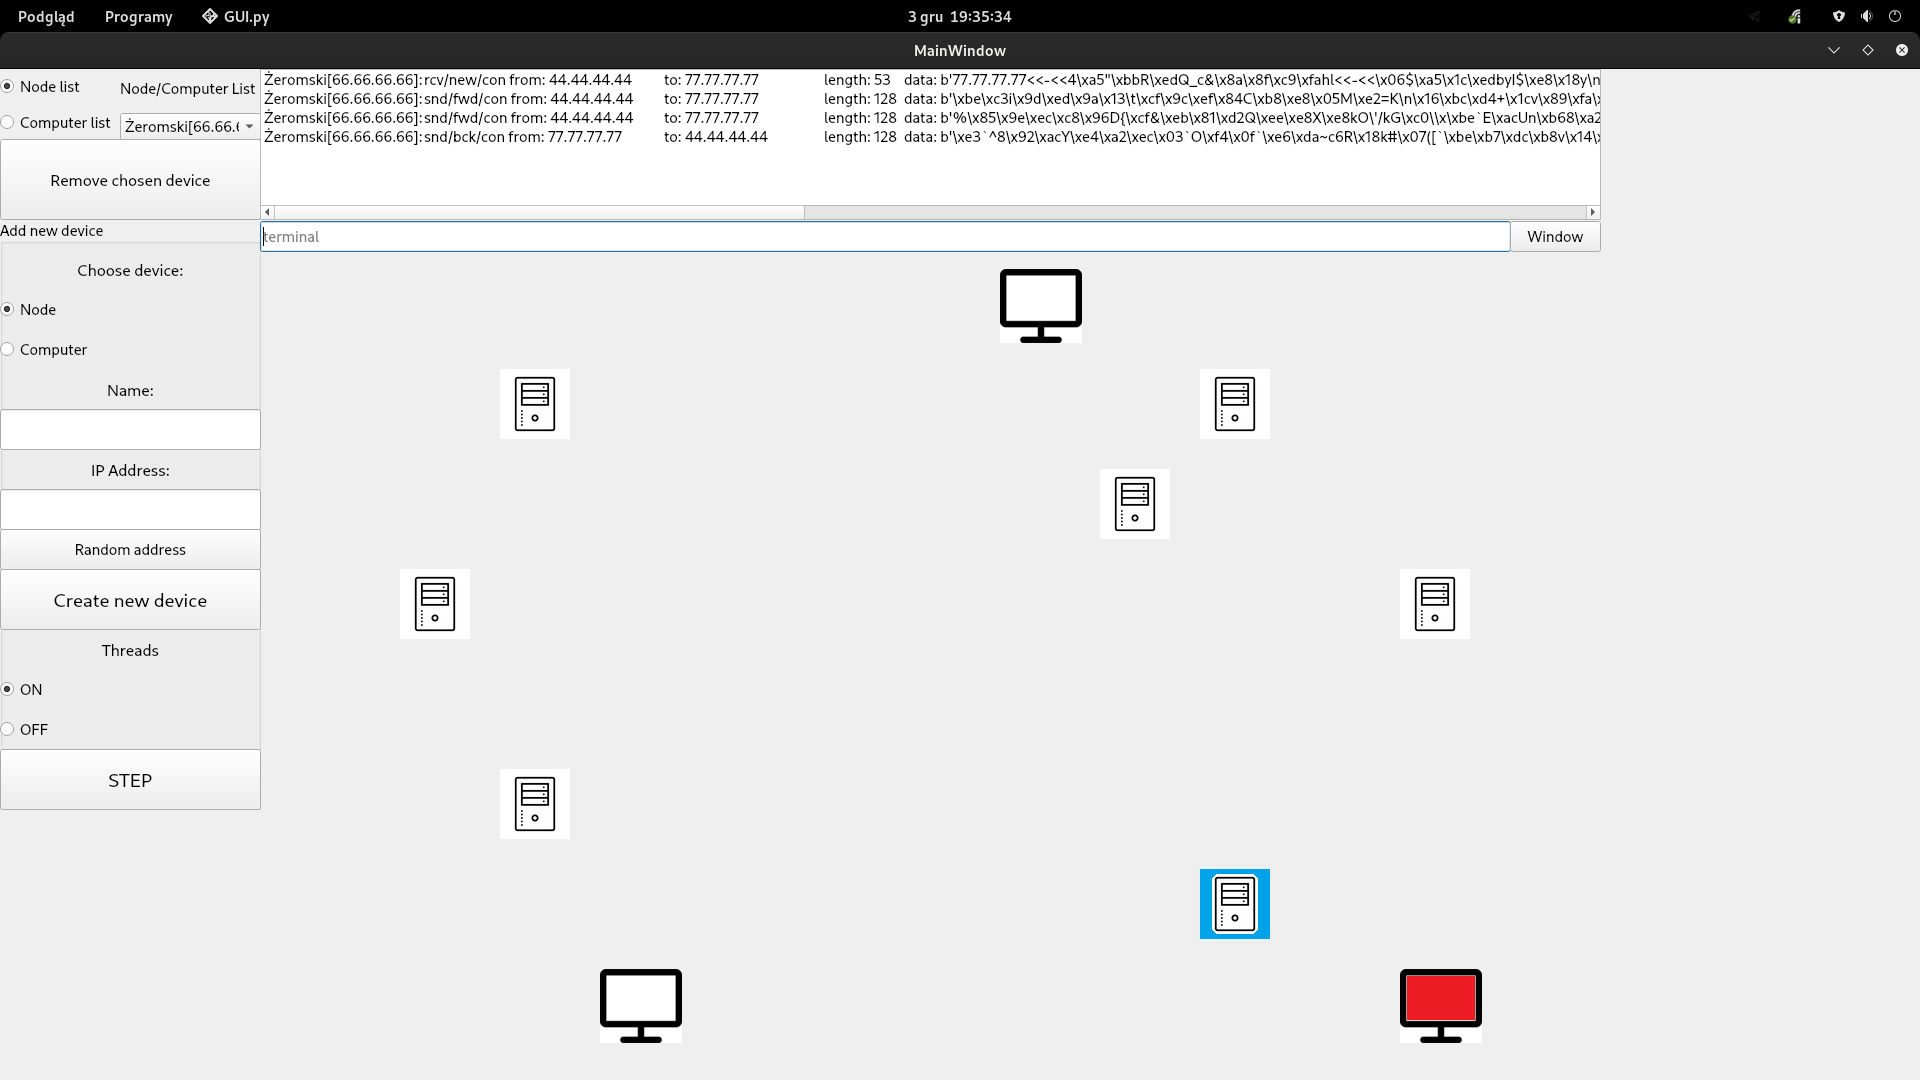 Podgląd Programy GUI.py 3 gru 19:35:34
MainWindow
Node list Node/Computer List
Computer list Żeromski[66.66.6
Remove chosen device
Żeromski[66.66.66.66]: rcv/new/con from: 44.44.44.44 to: 77.77.77.77 length: 53 data: b'77.77.77.77<<-<<4\xa5"\xbbR\xedQ_c&\x8a\x8f\xc9\xfahl<<-<<\x06$\xa5\x1c\xedbyI$\xe8\x18y\n
Żeromski[66.66.66.66]: snd/fwd/con from: 44.44.44.44 to: 77.77.77.77 length: 128 data: b'\xbe\xc3i\x9d\xed\x9a\x13\t\xcf\x9c\xef\x84C\xb8\xe8\x05M\xe2=K\n\x16\xbc\xd4+\x1cv\x89\xfa\x
Żeromski[66.66.66.66]: snd/fwd/con from: 44.44.44.44 to: 77.77.77.77 length: 128 data: b'%\x85\x9e\xec\xc8\x96D{\xcf&\xeb\x81\xd2Q\xee\xe8X\xe8kO\'/kG\xc0\\x\xbe`E\xacUn\xb68\xa2
Żeromski[66.66.66.66]: snd/bck/con from: 77.77.77.77 to: 44.44.44.44 length: 128 data: b'\xe3`^8\x92\xacY\xe4\xa2\xec\x03`O\xf4\x0f`\xe6\xda~c6R\x18k#\x07([`\xbe\xb7\xdc\xb8v\x14\x
terminal Window
Add new device
Choose device:
Node
Computer
Name:
IP Address:
Random address
Create new device
Threads
ON
OFF
STEP